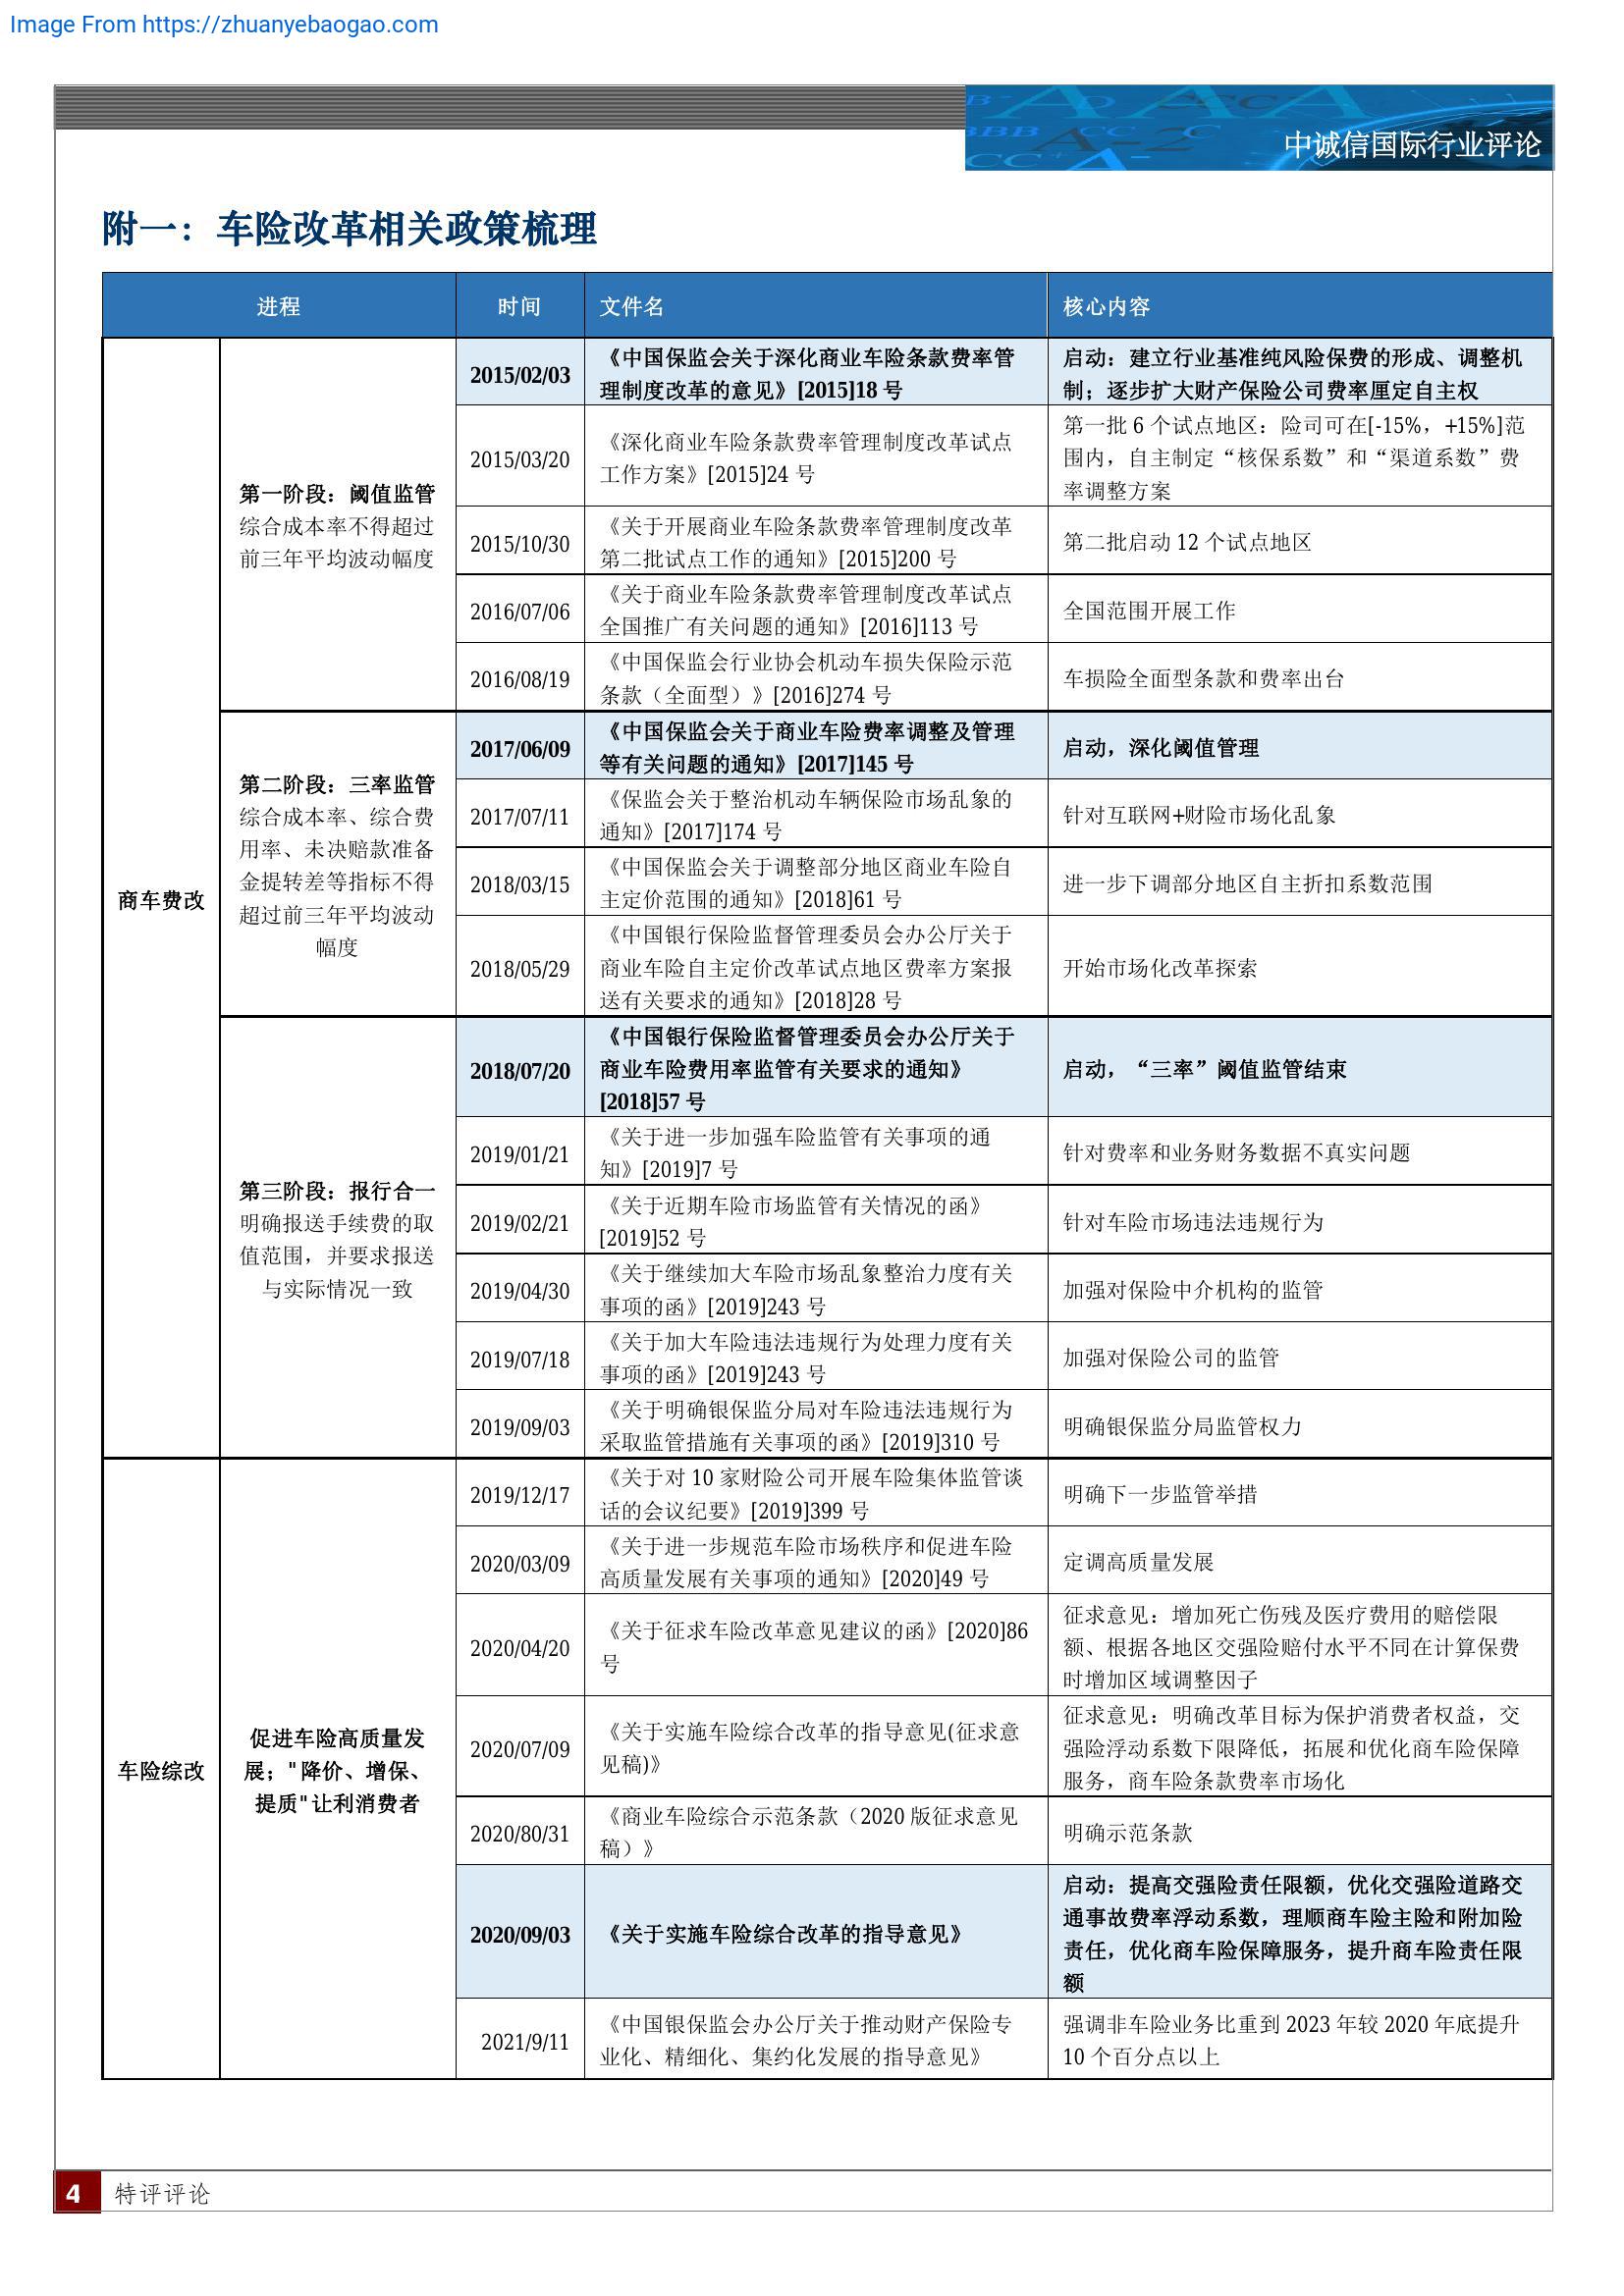 Image From https://zhuanyebaogao.com
中诚信国际行业评论
附一：车险改革相关政策梳理
进程 时间 文件名 核心内容
商车费改
第一阶段：阈值监管
综合成本率不得超过
前三年平均波动幅度
2015/02/03
《中国保监会关于深化商业车险条款费率管
理制度改革的意见》[2015]18 号
启动：建立行业基准纯风险保费的形成、调整机
制；逐步扩大财产保险公司费率厘定自主权
2015/03/20
《深化商业车险条款费率管理制度改革试点
工作方案》[2015]24 号
第一批 6 个试点地区：险司可在[-15%，+15%]范
围内，自主制定“核保系数”和“渠道系数”费
率调整方案
2015/10/30
《关于开展商业车险条款费率管理制度改革
第二批试点工作的通知》[2015]200 号
第二批启动 12 个试点地区
2016/07/06
《关于商业车险条款费率管理制度改革试点
全国推广有关问题的通知》[2016]113 号
全国范围开展工作
2016/08/19
《中国保监会行业协会机动车损失保险示范
条款（全面型）》[2016]274 号
车损险全面型条款和费率出台
第二阶段：三率监管
综合成本率、综合费
用率、未决赔款准备
金提转差等指标不得
超过前三年平均波动
幅度
2017/06/09
《中国保监会关于商业车险费率调整及管理
等有关问题的通知》[2017]145 号
启动，深化阈值管理
2017/07/11
《保监会关于整治机动车辆保险市场乱象的
通知》[2017]174 号
针对互联网+财险市场化乱象
2018/03/15
《中国保监会关于调整部分地区商业车险自
主定价范围的通知》[2018]61 号
进一步下调部分地区自主折扣系数范围
2018/05/29
《中国银行保险监督管理委员会办公厅关于
商业车险自主定价改革试点地区费率方案报
送有关要求的通知》[2018]28 号
开始市场化改革探索
第三阶段：报行合一
明确报送手续费的取
值范围，并要求报送
与实际情况一致
2018/07/20
《中国银行保险监督管理委员会办公厅关于
商业车险费用率监管有关要求的通知》
[2018]57 号
启动，“三率”阈值监管结束
2019/01/21
《关于进一步加强车险监管有关事项的通
知》[2019]7 号
针对费率和业务财务数据不真实问题
2019/02/21
《关于近期车险市场监管有关情况的函》
[2019]52 号
针对车险市场违法违规行为
2019/04/30
《关于继续加大车险市场乱象整治力度有关
事项的函》[2019]243 号
加强对保险中介机构的监管
2019/07/18
《关于加大车险违法违规行为处理力度有关
事项的函》[2019]243 号
加强对保险公司的监管
2019/09/03
《关于明确银保监分局对车险违法违规行为
采取监管措施有关事项的函》[2019]310 号
明确银保监分局监管权力
车险综改
促进车险高质量发
展；"降价、增保、
提质"让利消费者
2019/12/17
《关于对 10 家财险公司开展车险集体监管谈
话的会议纪要》[2019]399 号
明确下一步监管举措
2020/03/09
《关于进一步规范车险市场秩序和促进车险
高质量发展有关事项的通知》[2020]49 号
定调高质量发展
2020/04/20
《关于征求车险改革意见建议的函》[2020]86
号
征求意见：增加死亡伤残及医疗费用的赔偿限
额、根据各地区交强险赔付水平不同在计算保费
时增加区域调整因子
2020/07/09
《关于实施车险综合改革的指导意见(征求意
见稿)》
征求意见：明确改革目标为保护消费者权益，交
强险浮动系数下限降低，拓展和优化商车险保障
服务，商车险条款费率市场化
2020/80/31
《商业车险综合示范条款（2020 版征求意见
稿）》
明确示范条款
2020/09/03
《关于实施车险综合改革的指导意见》
启动：提高交强险责任限额，优化交强险道路交
通事故费率浮动系数，理顺商车险主险和附加险
责任，优化商车险保障服务，提升商车险责任限
额
2021/9/11
《中国银保监会办公厅关于推动财产保险专
业化、精细化、集约化发展的指导意见》
强调非车险业务比重到 2023 年较 2020 年底提升
10 个百分点以上
4 特评评论